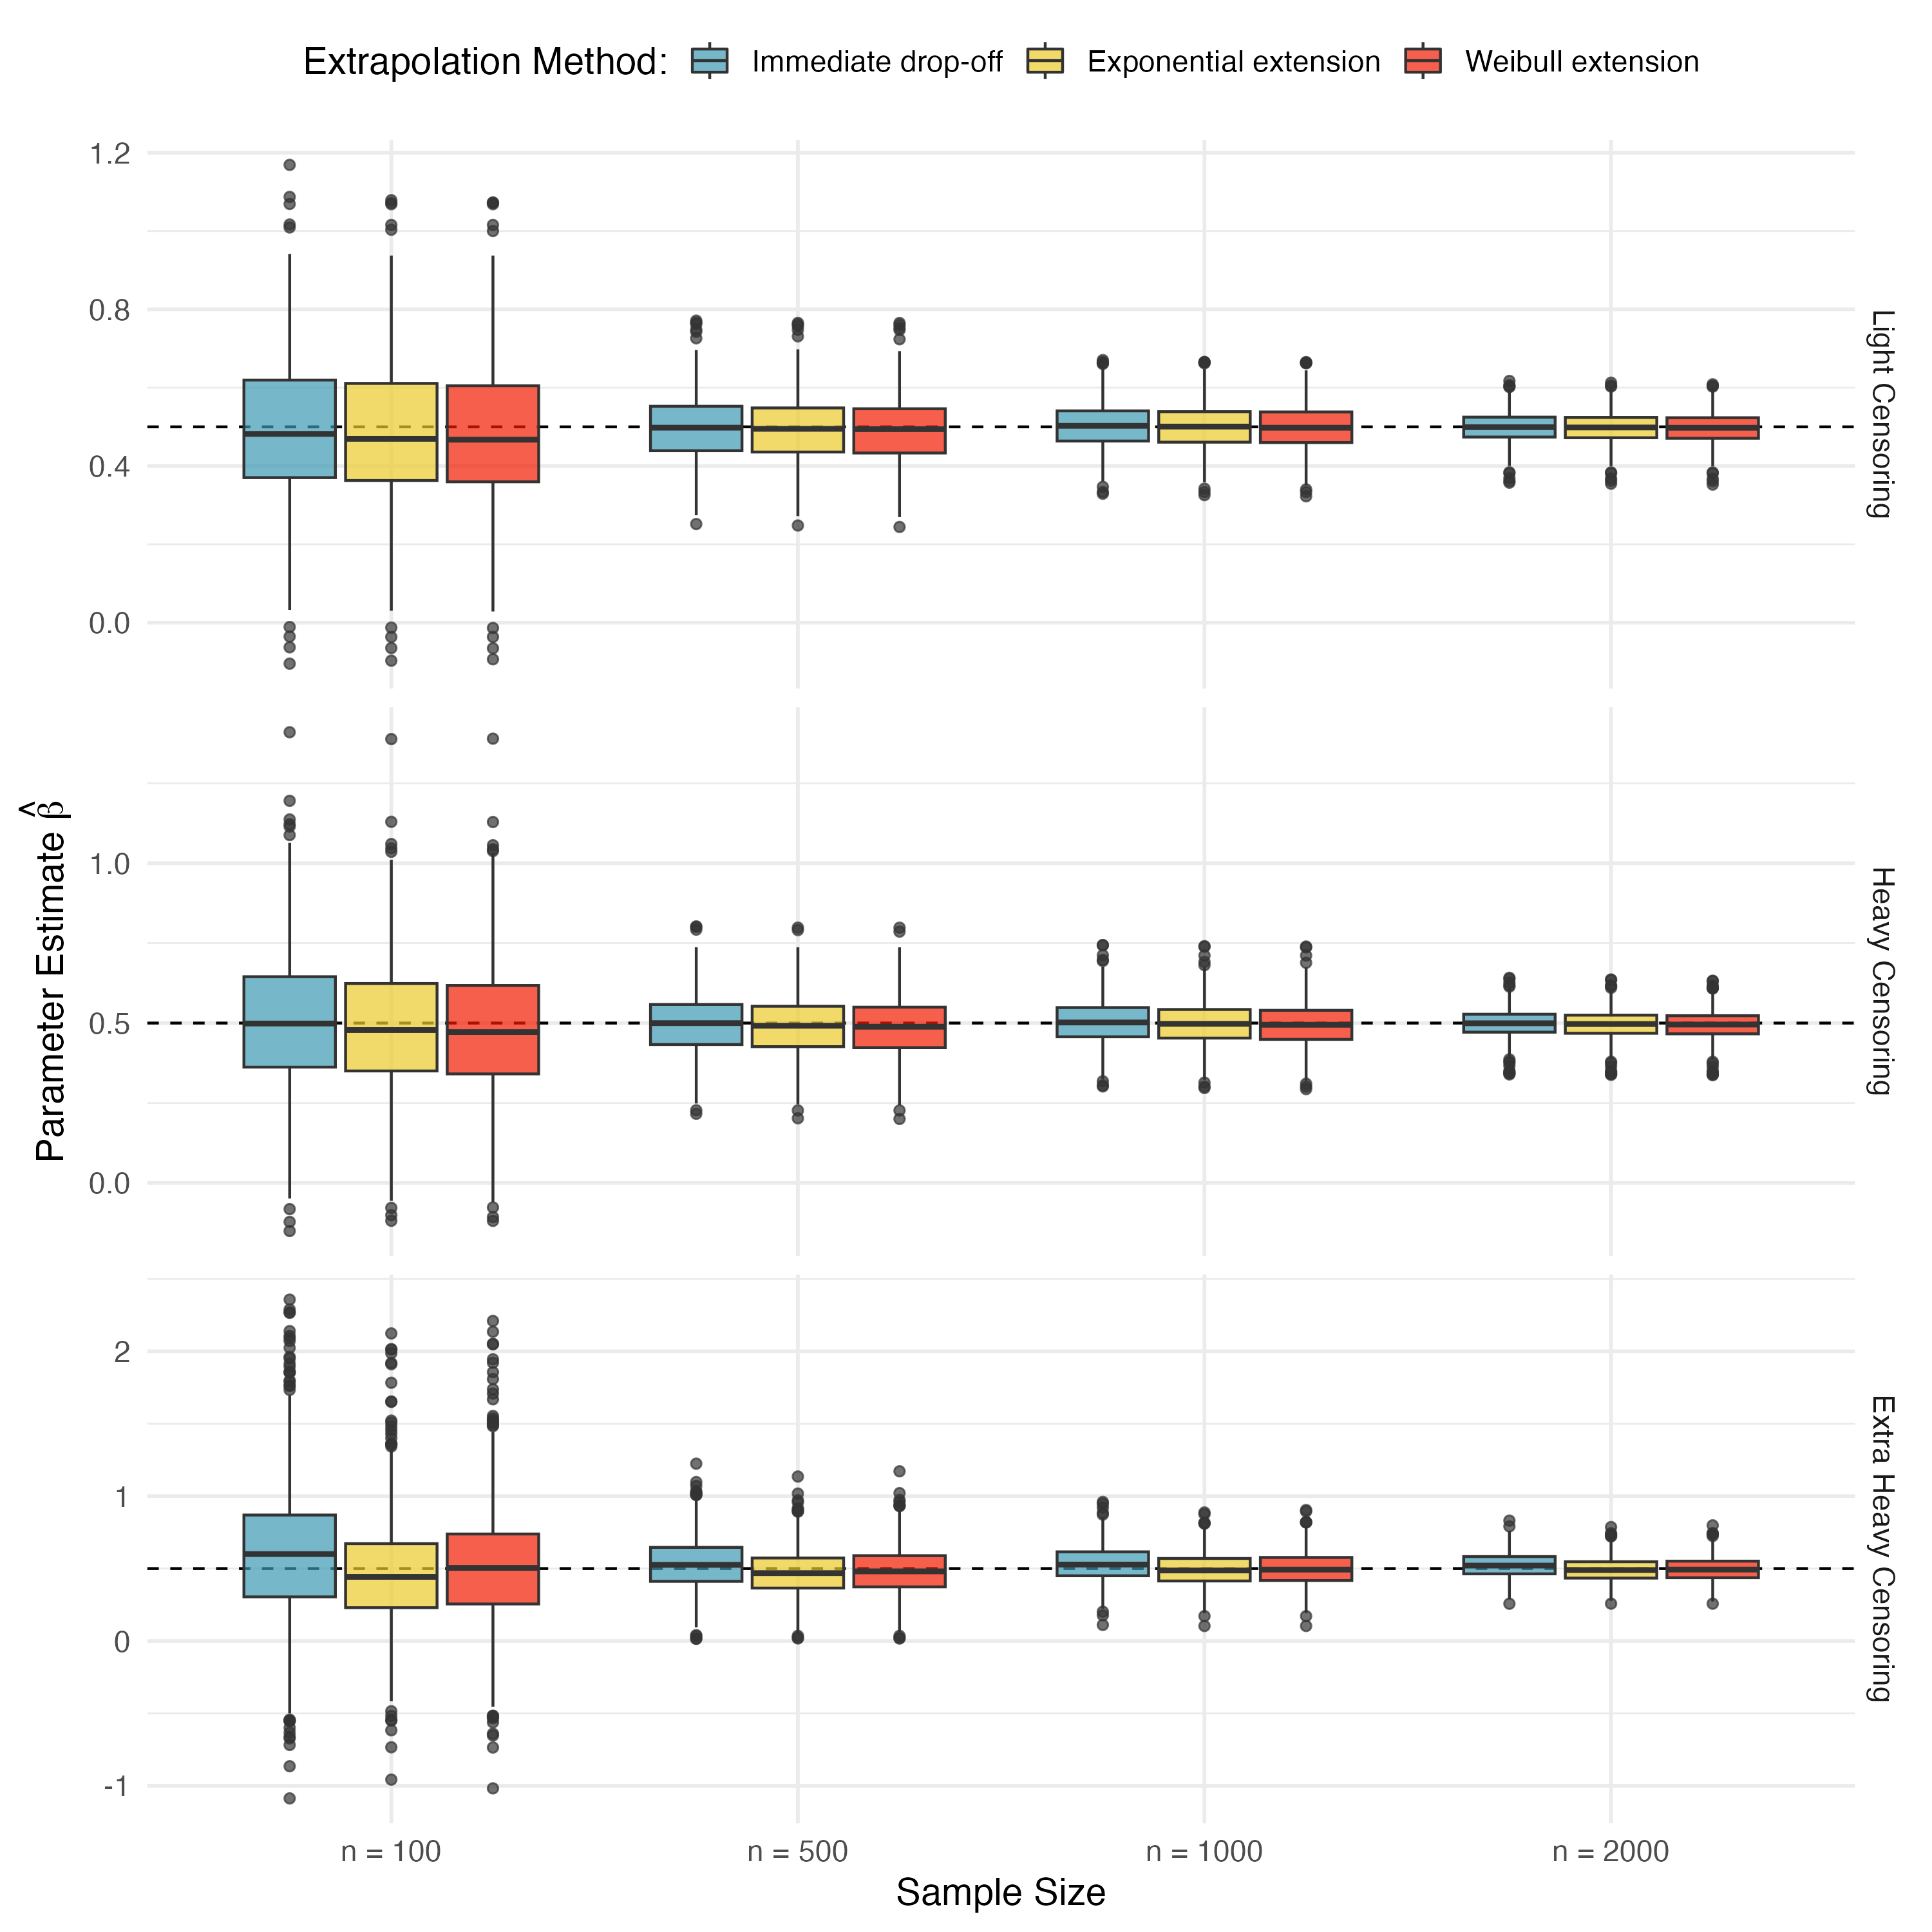 Extrapolation Method: Immediate drop-off Exponential extension Weibull extension
1.2
0.8
0.4
0.0
Light Censoring
1.0
0.5
0.0
Heavy Censoring
2
1
0
-1
Extra Heavy Censoring
Parameter Estimate β̂
n = 100 n = 500 n = 1000 n = 2000
Sample Size